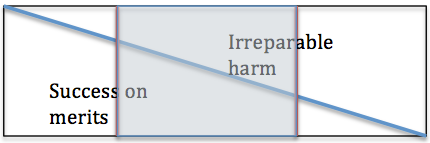 Irreparable
harm
Success on
merits